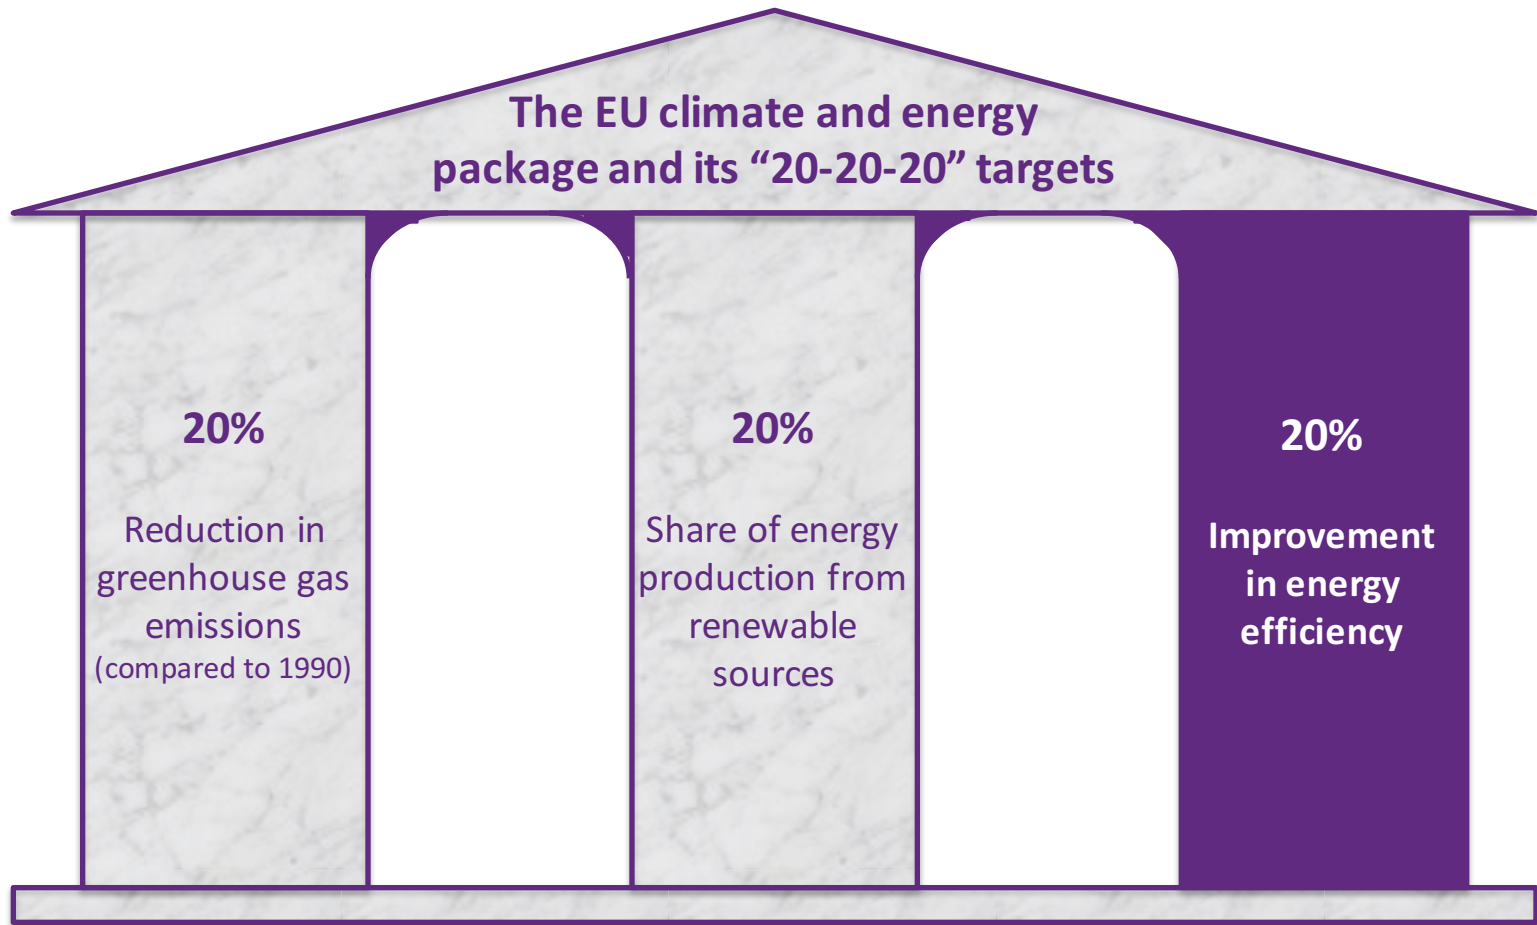 The EU climate and energy
package and its “20-20-20” targets
20%
Reduction in
greenhouse gas
emissions
(compared to 1990)
20%
Share of energy
production from
renewable
sources
20%
Improvement
in energy
efficiency